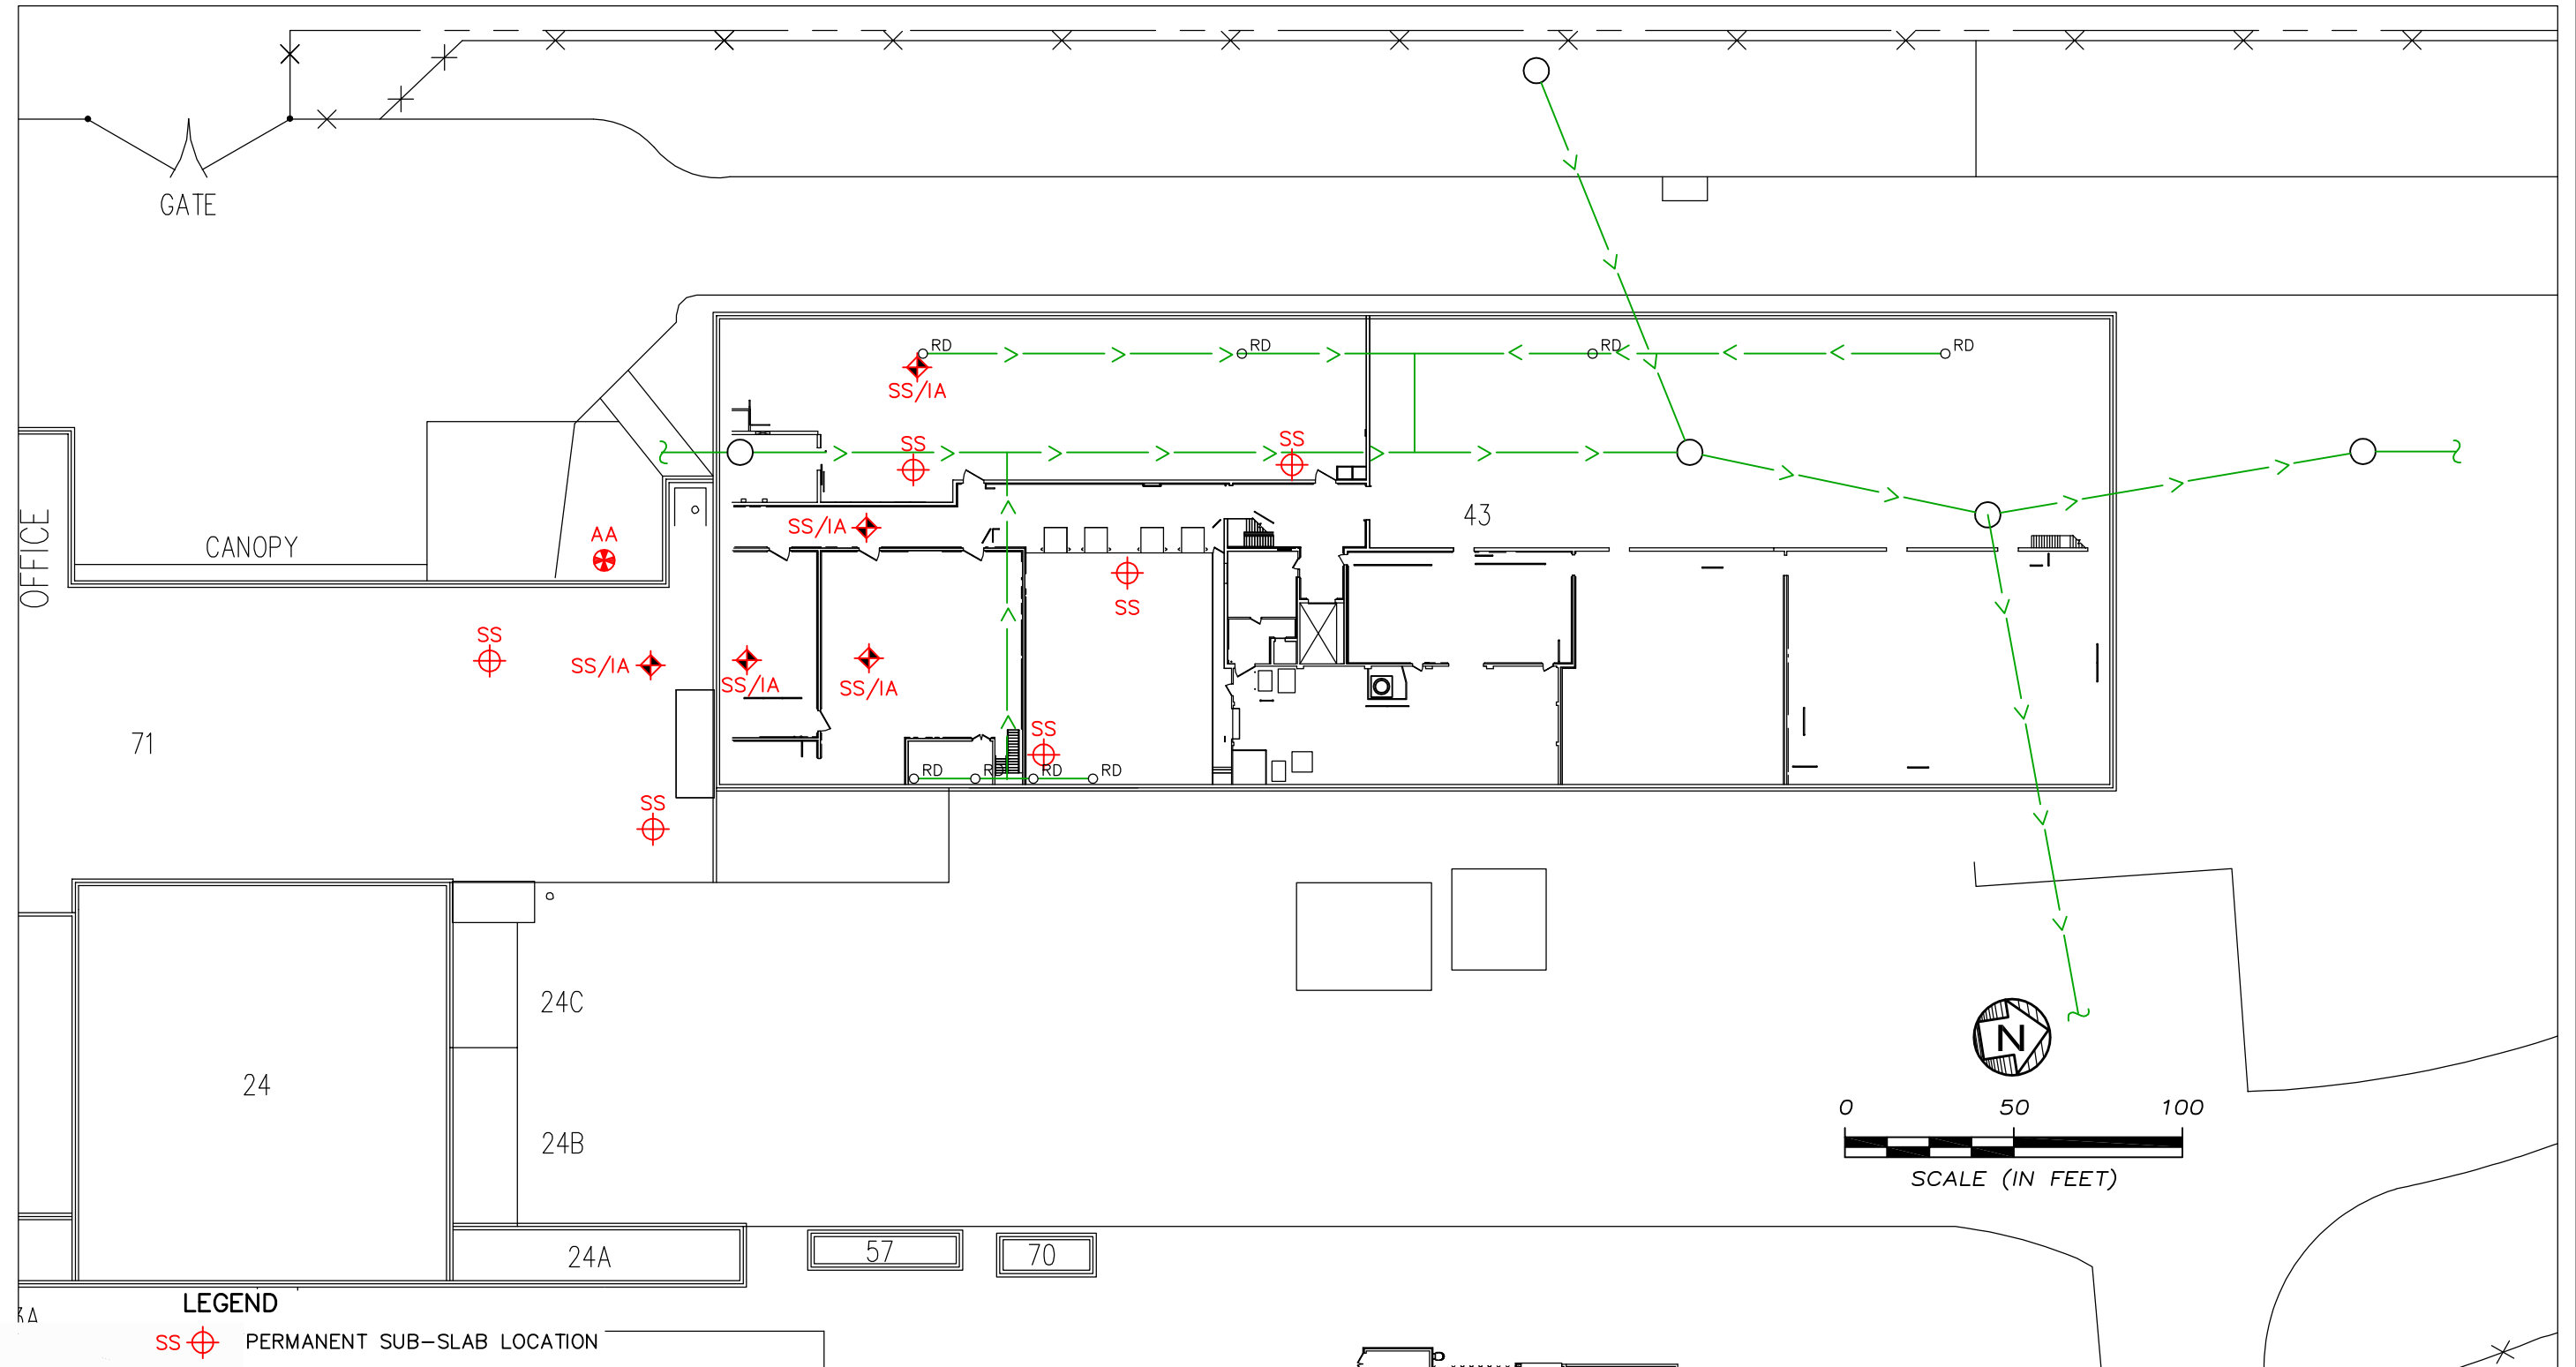 GATE
RD
RD
RD
RD
SS/IA
SS
SS
43
OFFICE
CANOPY
AA
SS/IA
SS
SS
SS/IA
SS/IA
SS/IA
71
SS
RD
RD
RD
RD
SS
24C
N
24
0 50 100
24B
SCALE (IN FEET)
24A
57
70
LEGEND
SS PERMANENT SUB-SLAB LOCATION